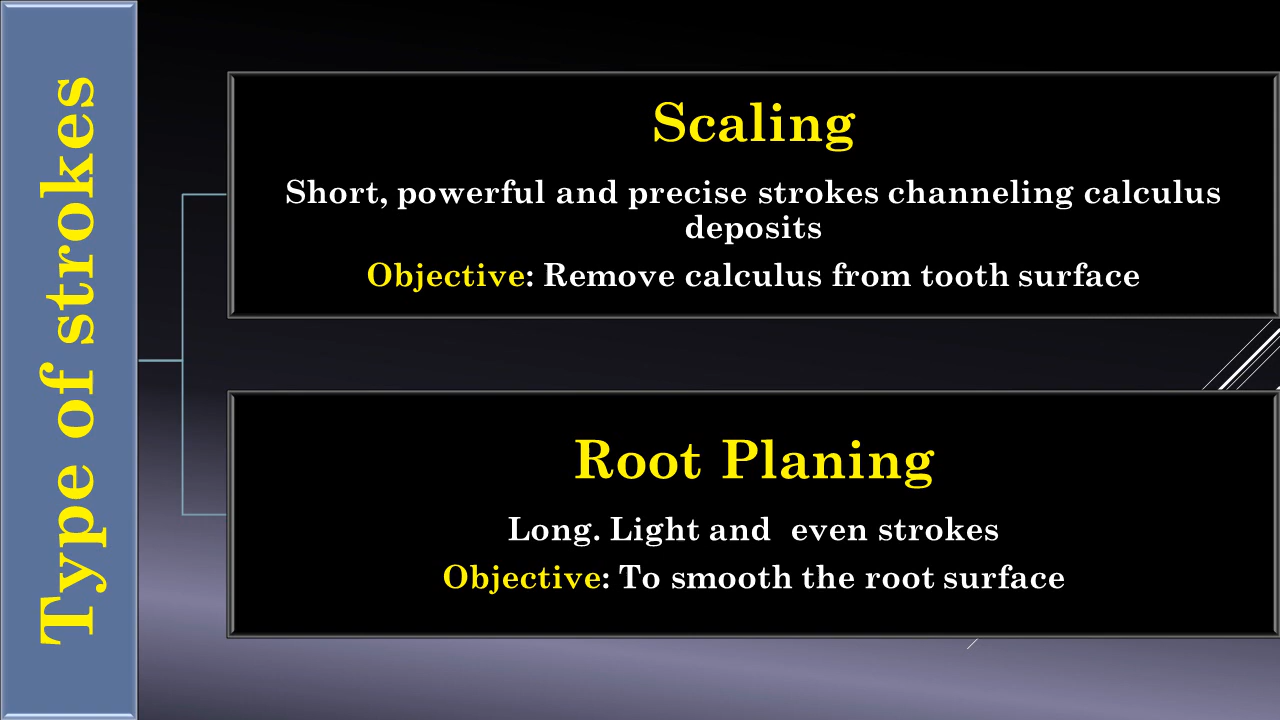 Type of strokes
Scaling
Short, powerful and precise strokes channeling calculus
deposits
Objective: Remove calculus from tooth surface
Root Planing
Long. Light and  even strokes
Objective: To smooth the root surface